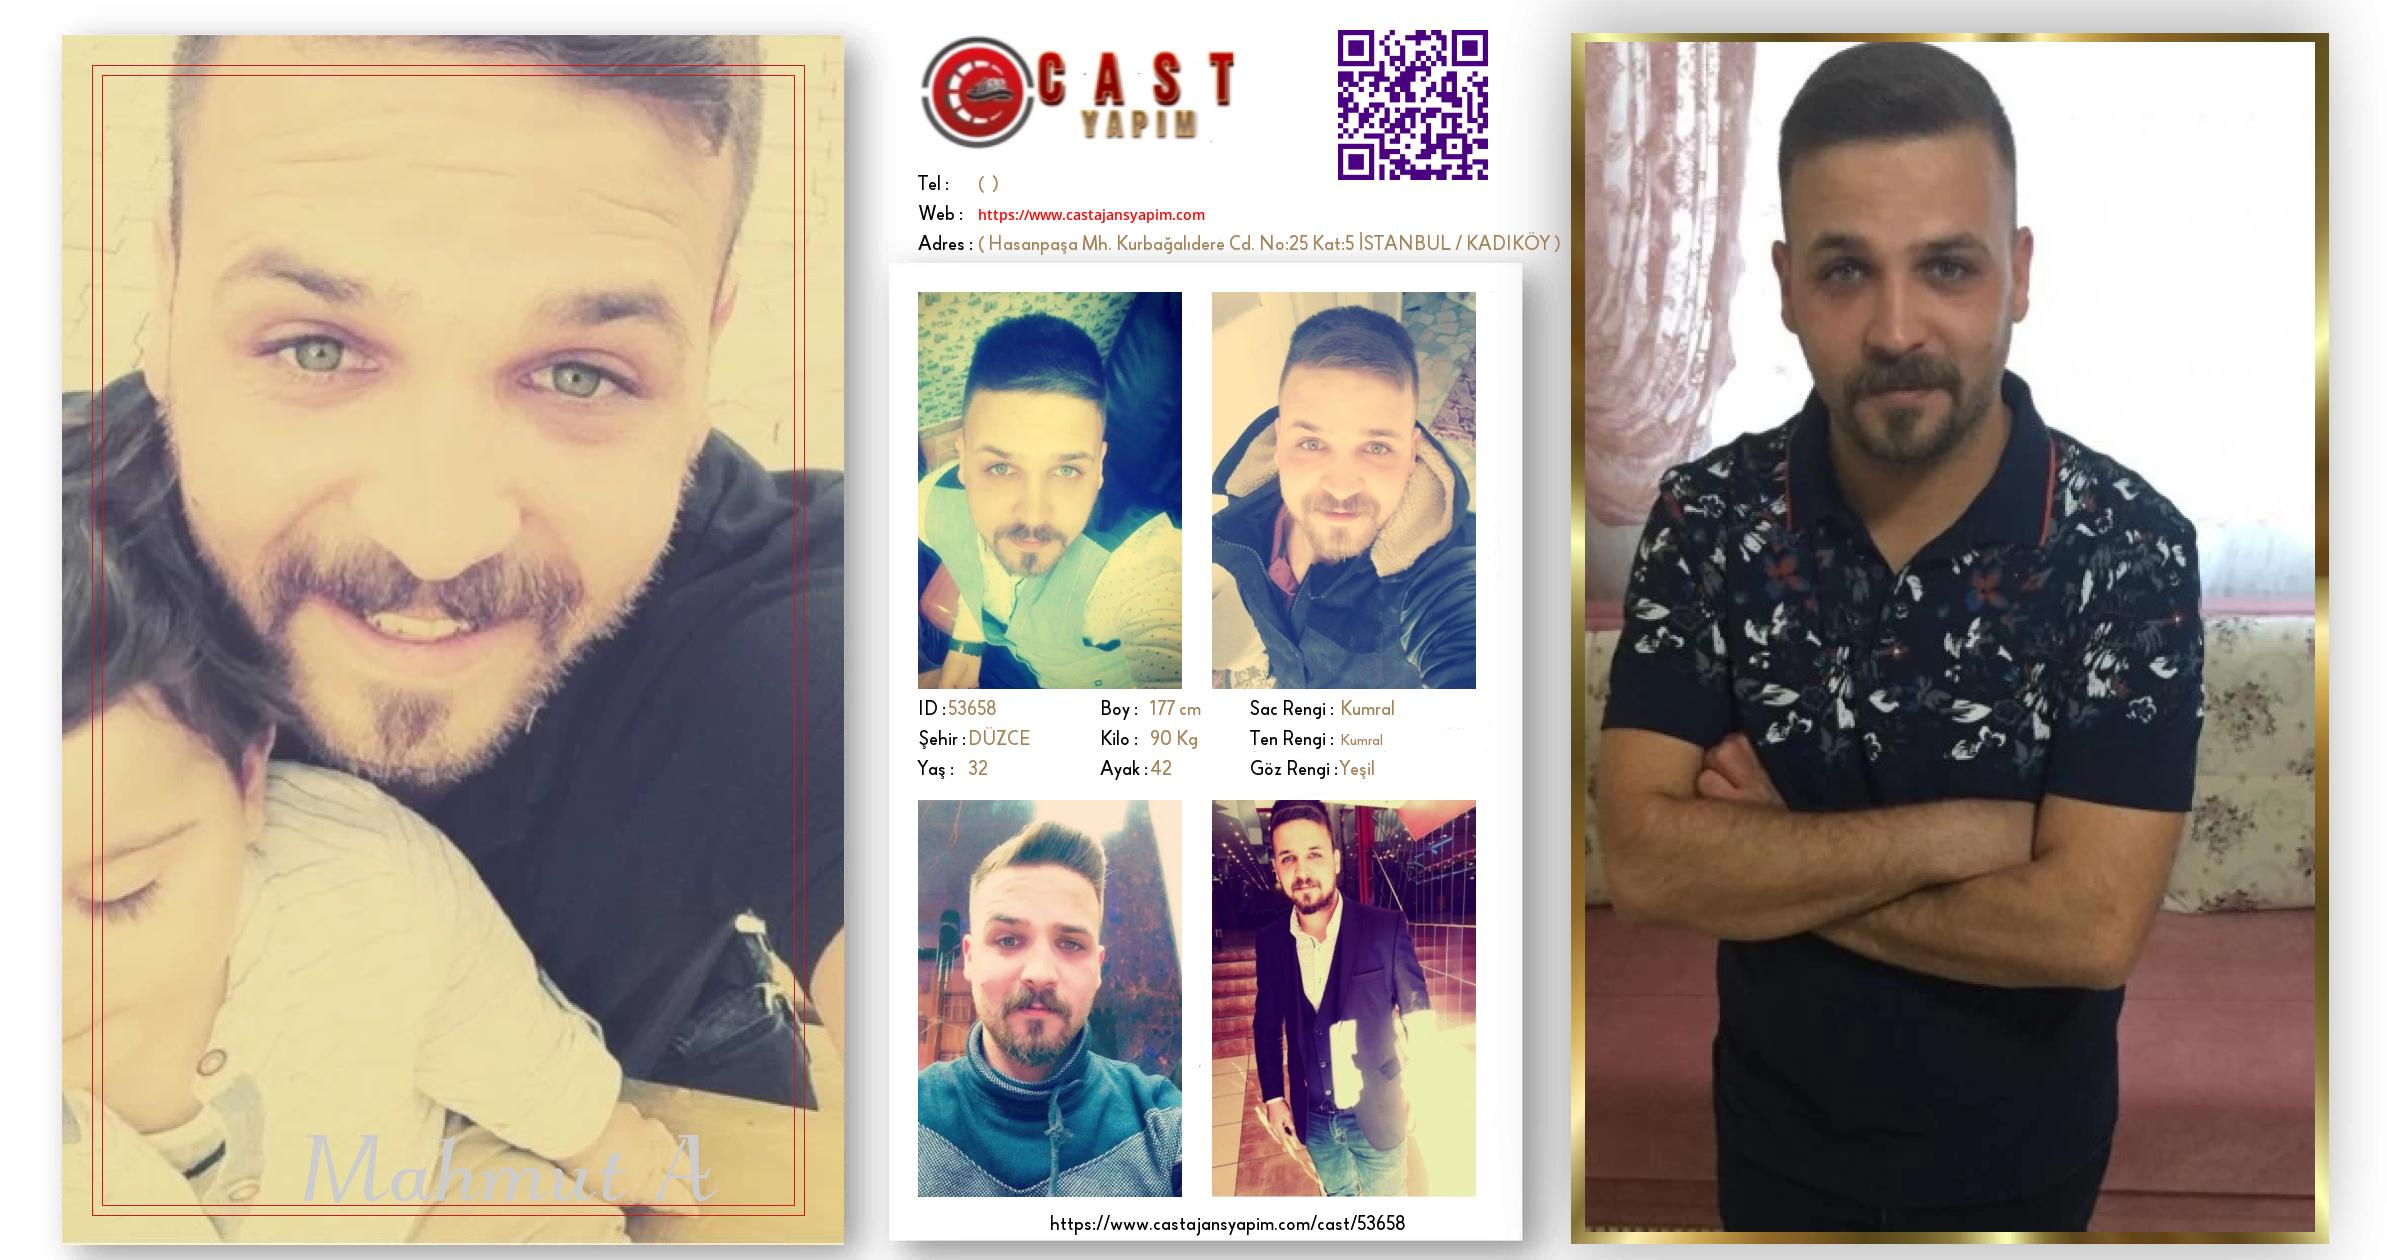 Mahmut A
CAST
YAPIM
Tel : ( )
Web : https://www.castajansyapim.com
Adres : ( Hasanpaşa Mh. Kurbağalıdere Cd. No:25 Kat:5 İSTANBUL / KADIKÖY )
ID : 53658 Boy : 177 cm Sac Rengi : Kumral
Şehir : DÜZCE Kilo : 90 Kg Ten Rengi : Kumral
Yaş : 32 Ayak : 42 Göz Rengi : Yeşil
https://www.castajansyapim.com/cast/53658